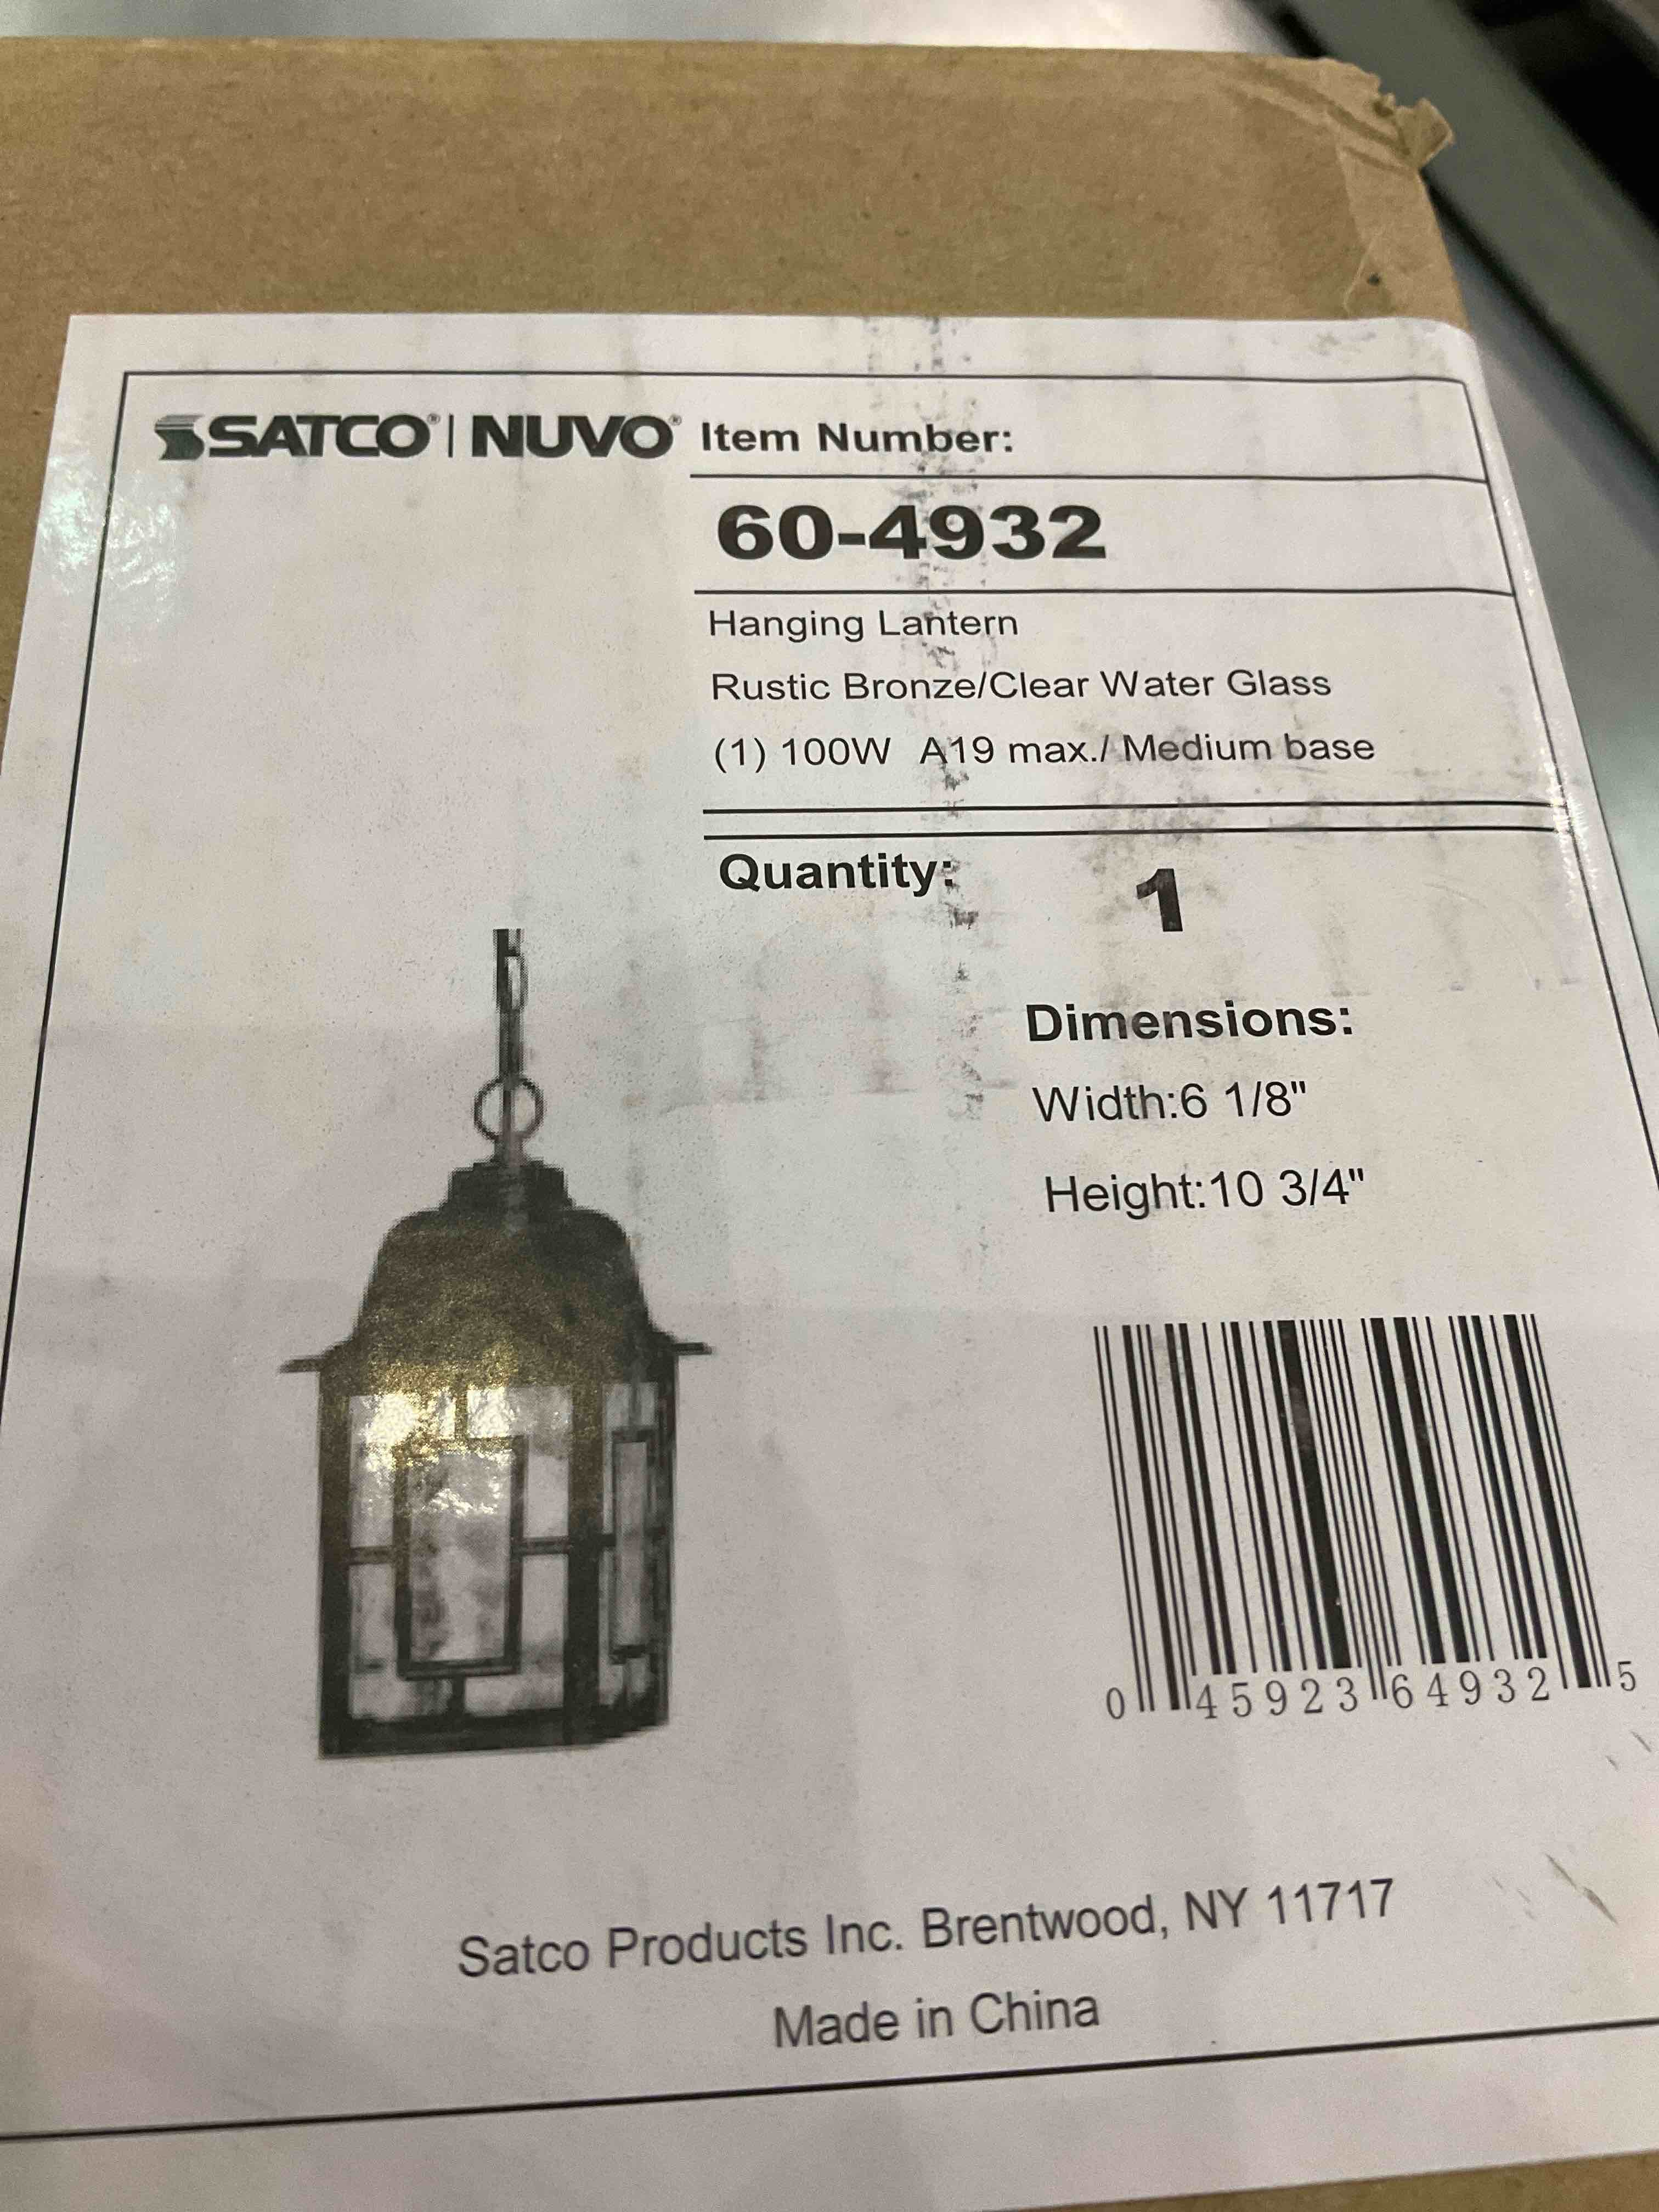 SATCO® | NUVO® Item Number:
60-4932
Hanging Lantern
Rustic Bronze/Clear Water Glass
(1) 100W A19 max./ Medium base
Quantity: 1
Dimensions:
Width:6 1/8"
Height:10 3/4"
0 45923 64932 5
Satco Products Inc. Brentwood, NY 11717
Made in China